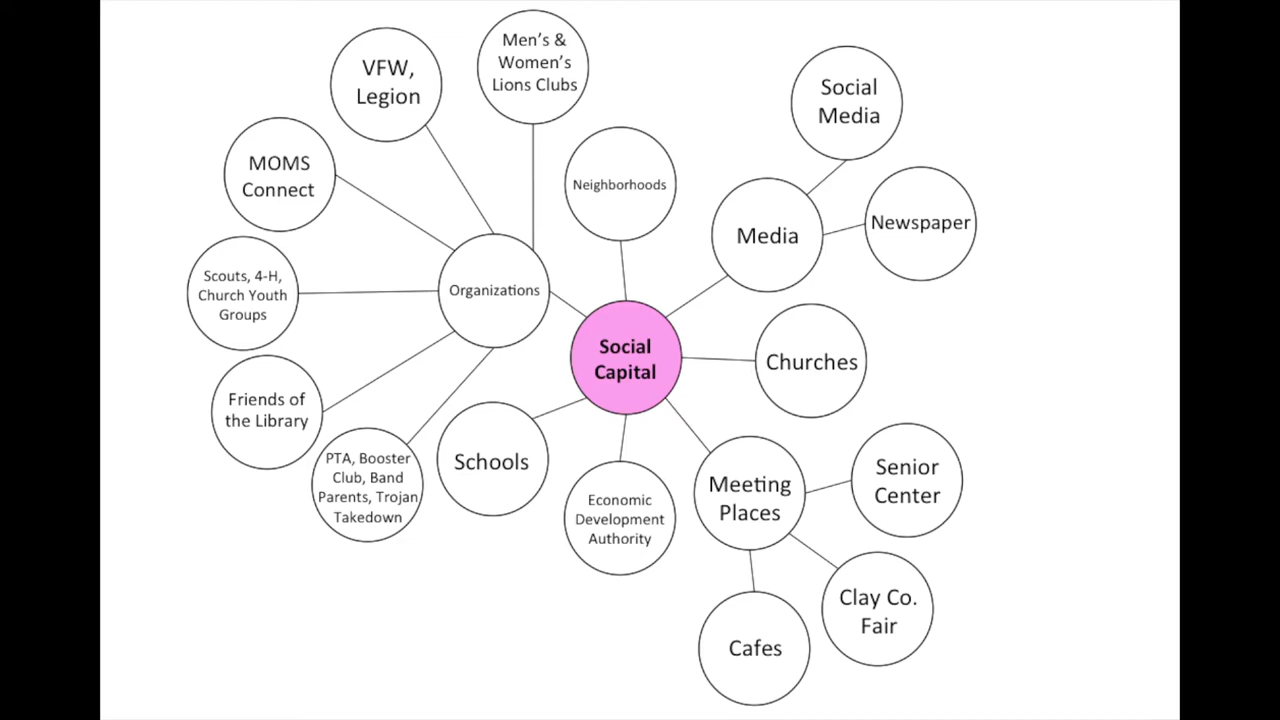 Men's &
Women's
Lions Clubs
VFW,
Legion
Social
Media
MOMS
Connect
Neighborhoods
Media
Newspaper
Scouts, 4-H,
Church Youth
Groups
Organizations
Social
Capital
Churches
Friends of
the Library
PTA, Booster
Club, Band
Parents, Trojan
Takedown
Schools
Economic
Development
Authority
Meeting
Places
Senior
Center
Clay Co.
Fair
Cafes